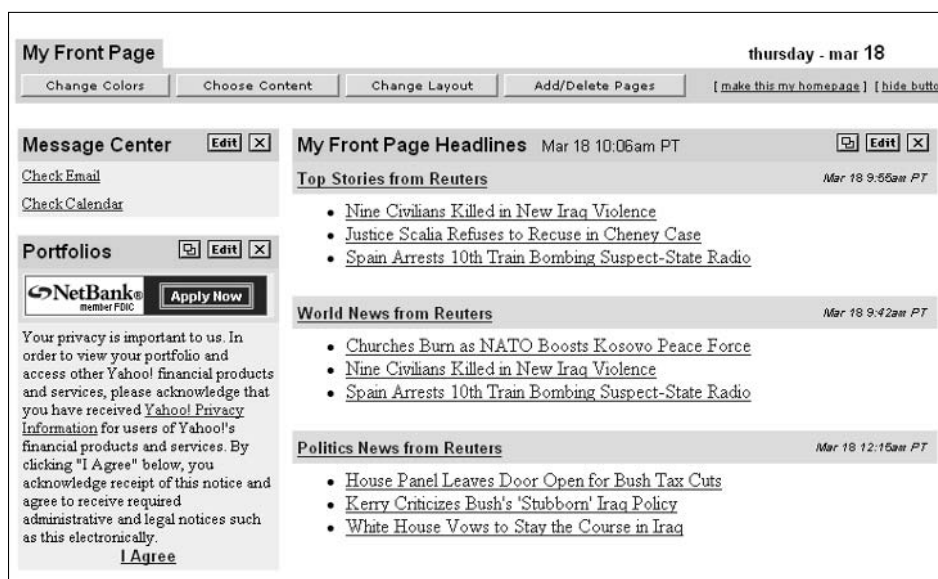 My Front Page
thursday - mar 18
Change Colors
Choose Content
Change Layout
Add/Delete Pages
[ make this my homepage ] [ hide butto
Message Center
Edit
X
Check Email
Check Calendar
Portfolios
Edit
X
NetBank®
member FDIC
Apply Now
Your privacy is important to us. In
order to view your portfolio and
access other Yahoo! financial products
and services, please acknowledge that
you have received Yahoo! Privacy
Information for users of Yahoo!'s
financial products and services. By
clicking "I Agree" below, you
acknowledge receipt of this notice and
agree to receive required
administrative and legal notices such
as this electronically.
I Agree
My Front Page Headlines Mar 18 10:06am PT
Edit
X
Top Stories from Reuters
Mar 18 9:55am PT
• Nine Civilians Killed in New Iraq Violence
• Justice Scalia Refuses to Recuse in Cheney Case
• Spain Arrests 10th Train Bombing Suspect-State Radio
World News from Reuters
Mar 18 9:42am PT
• Churches Burn as NATO Boosts Kosovo Peace Force
• Nine Civilians Killed in New Iraq Violence
• Spain Arrests 10th Train Bombing Suspect-State Radio
Politics News from Reuters
Mar 18 12:15am PT
• House Panel Leaves Door Open for Bush Tax Cuts
• Kerry Criticizes Bush's 'Stubborn' Iraq Policy
• White House Vows to Stay the Course in Iraq